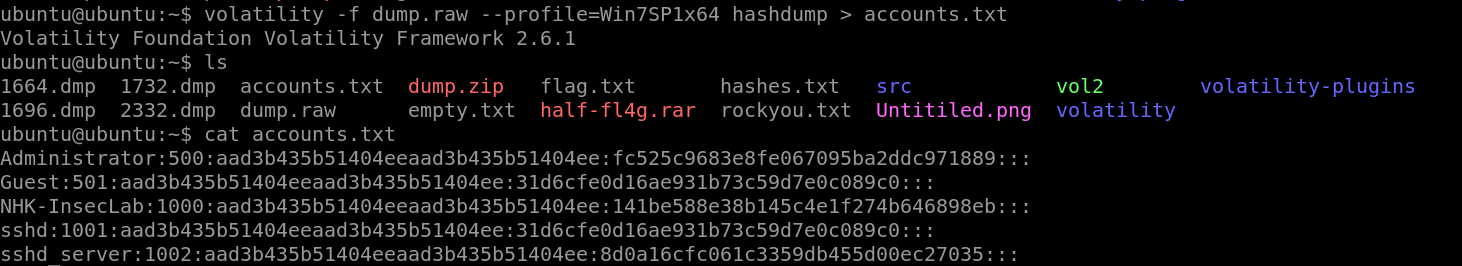 ubuntu@ubuntu:~$ volatility -f dump.raw --profile=Win7SP1x64 hashdump > accounts.txt
Volatility Foundation Volatility Framework 2.6.1
ubuntu@ubuntu:~$ ls
1664.dmp  1732.dmp  accounts.txt  dump.zip   flag.txt       hashes.txt   src            vol2        volatility-plugins
1696.dmp  2332.dmp  dump.raw      empty.txt  half-fl4g.rar  rockyou.txt  Untitiled.png  volatility
ubuntu@ubuntu:~$ cat accounts.txt
Administrator:500:aad3b435b51404eeaad3b435b51404ee:fc525c9683e8fe067095ba2ddc971889:::
Guest:501:aad3b435b51404eeaad3b435b51404ee:31d6cfe0d16ae931b73c59d7e0c089c0:::
NHK-InsecLab:1000:aad3b435b51404eeaad3b435b51404ee:141be588e38b145c4e1f274b646898eb:::
sshd:1001:aad3b435b51404eeaad3b435b51404ee:31d6cfe0d16ae931b73c59d7e0c089c0:::
sshd_server:1002:aad3b435b51404eeaad3b435b51404ee:8d0a16cfc061c3359db455d00ec27035:::